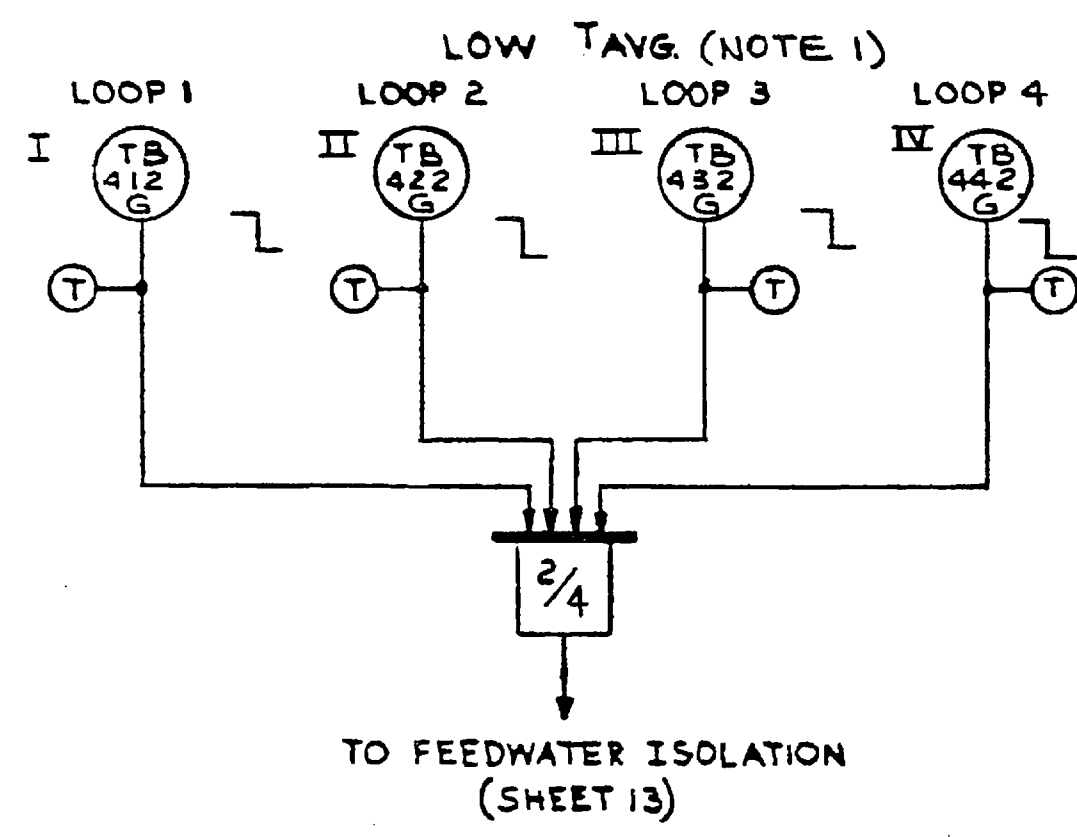 LOW TAVG. (NOTE 1)
LOOP 1 LOOP 2 LOOP 3 LOOP 4
I II III IV
TB TB TB TB
412 422 432 442
G G G G
T T T T
2/4
TO FEEDWATER ISOLATION
(SHEET 13)